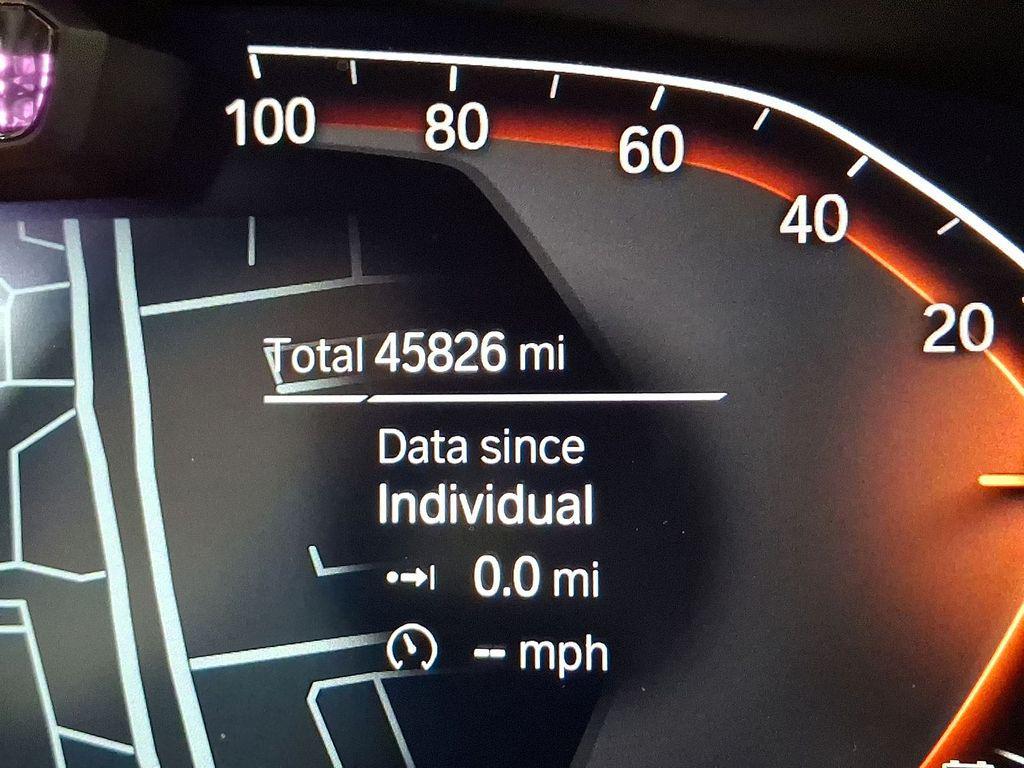 100 80 60 40 20
Total 45826 mi
Data since
Individual
0.0 mi
-- mph